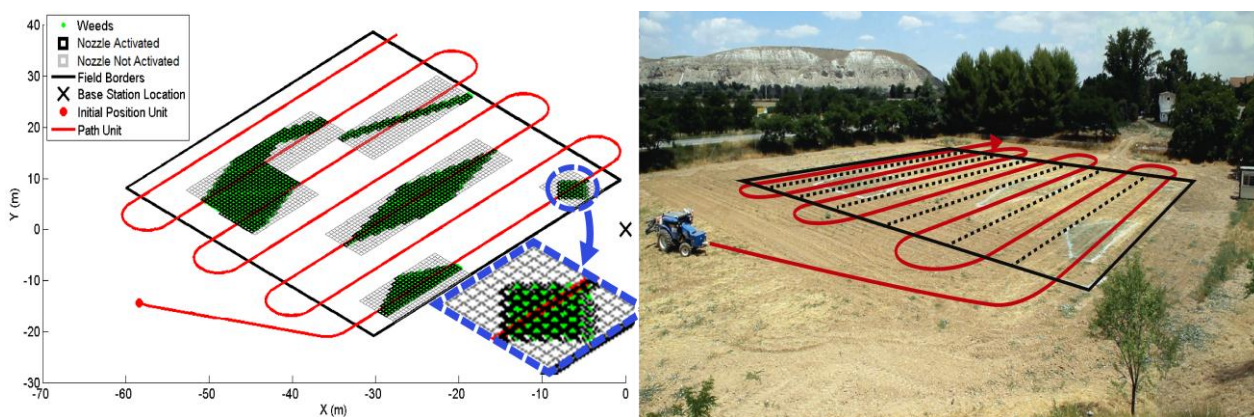 Weeds
Nozzle Activated
Nozzle Not Activated
Field Borders
Base Station Location
Initial Position Unit
Path Unit
40
30
20
10
0
-10
-20
-30
Y (m)
-70
-60
-50
-40
-30
-20
-10
0
X (m)